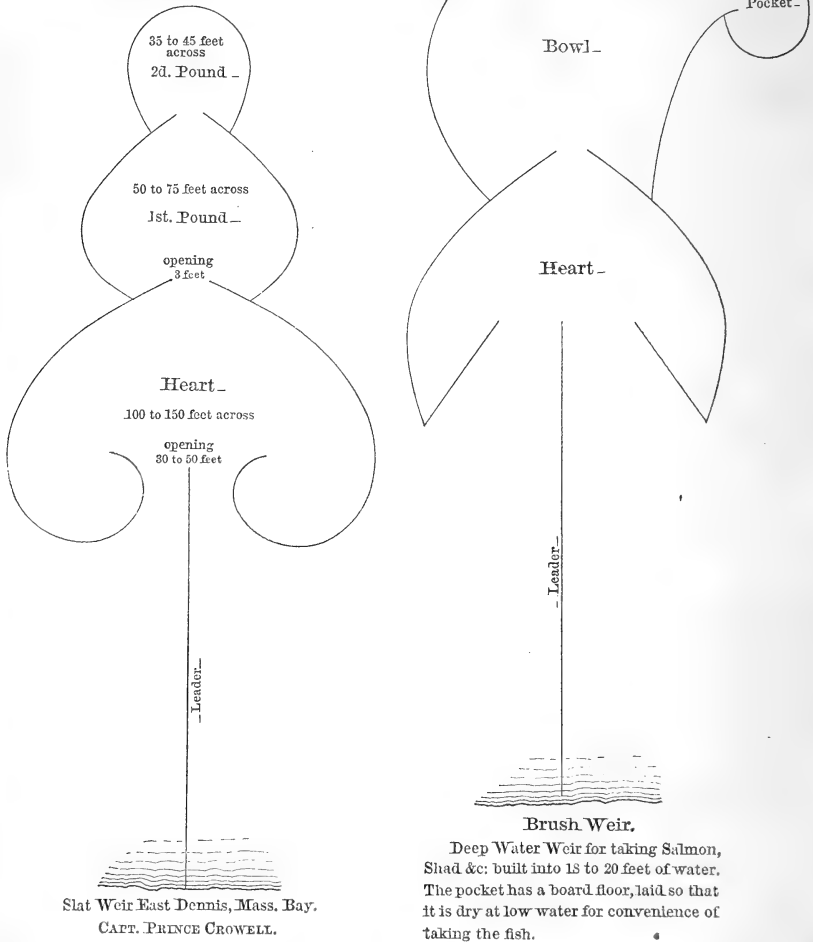 35 to 45 feet
across
2d. Pound
50 to 75 feet across
1st. Pound
opening
3 feet
Heart
100 to 150 feet across
opening
30 to 50 feet
Leader
Slat Weir East Dennis, Mass. Bay.
CAPT. PRINCE CROWELL.
Pocket
Bowl
Heart
Leader
Brush Weir.
Deep Water Weir for taking Salmon,
Shad &c: built into 18 to 20 feet of water.
The pocket has a board floor, laid so that
it is dry at low water for convenience of
taking the fish.